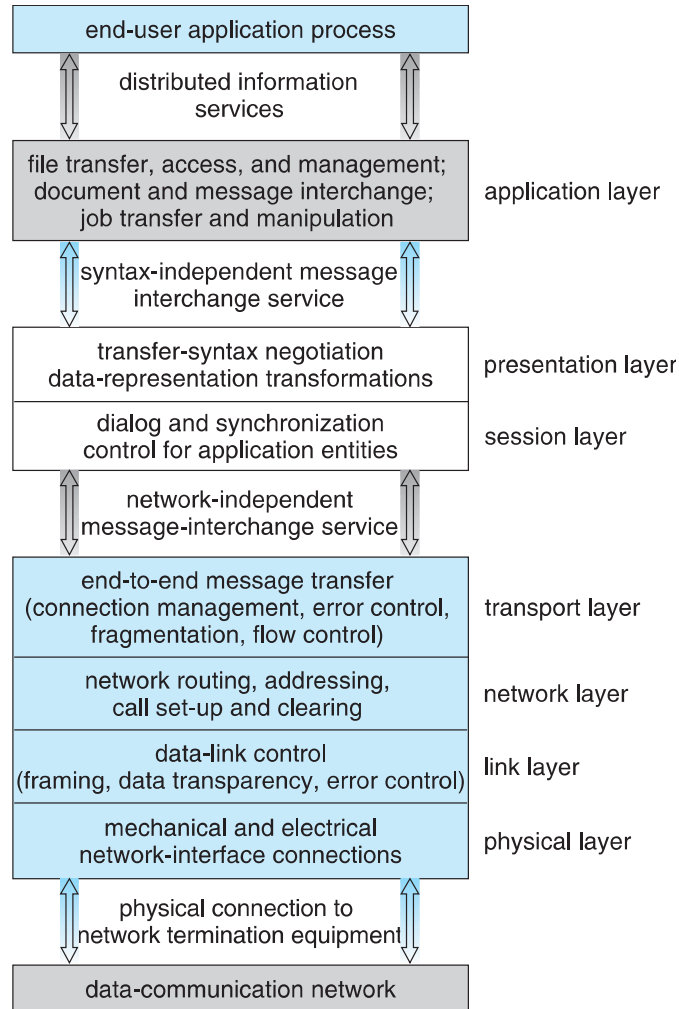 end-user application process
distributed information
services
file transfer, access, and management;
document and message interchange;
job transfer and manipulation
application layer
syntax-independent message
interchange service
transfer-syntax negotiation
data-representation transformations
presentation layer
dialog and synchronization
control for application entities
session layer
network-independent
message-interchange service
end-to-end message transfer
(connection management, error control,
fragmentation, flow control)
transport layer
network routing, addressing,
call set-up and clearing
network layer
data-link control
(framing, data transparency, error control)
link layer
mechanical and electrical
network-interface connections
physical layer
physical connection to
network termination equipment
data-communication network